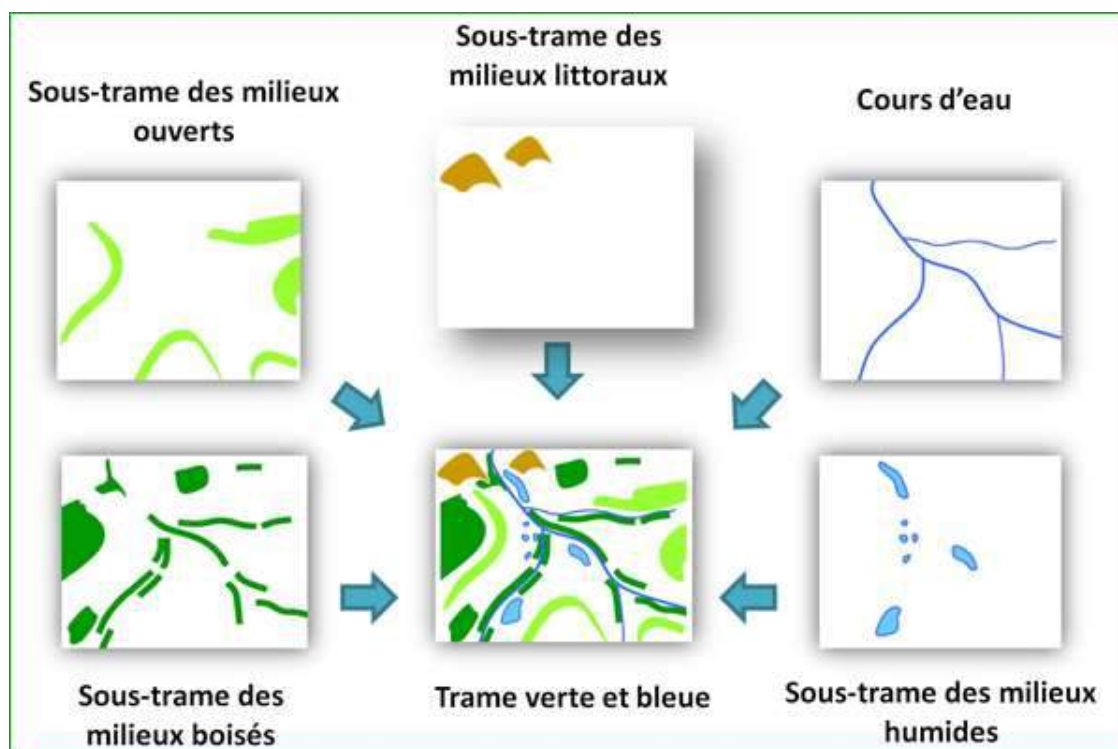 Sous-trame des
milieux littoraux
Sous-trame des milieux
ouverts
Cours d'eau
Sous-trame des
milieux boisés
Trame verte et bleue
Sous-trame des milieux
humides